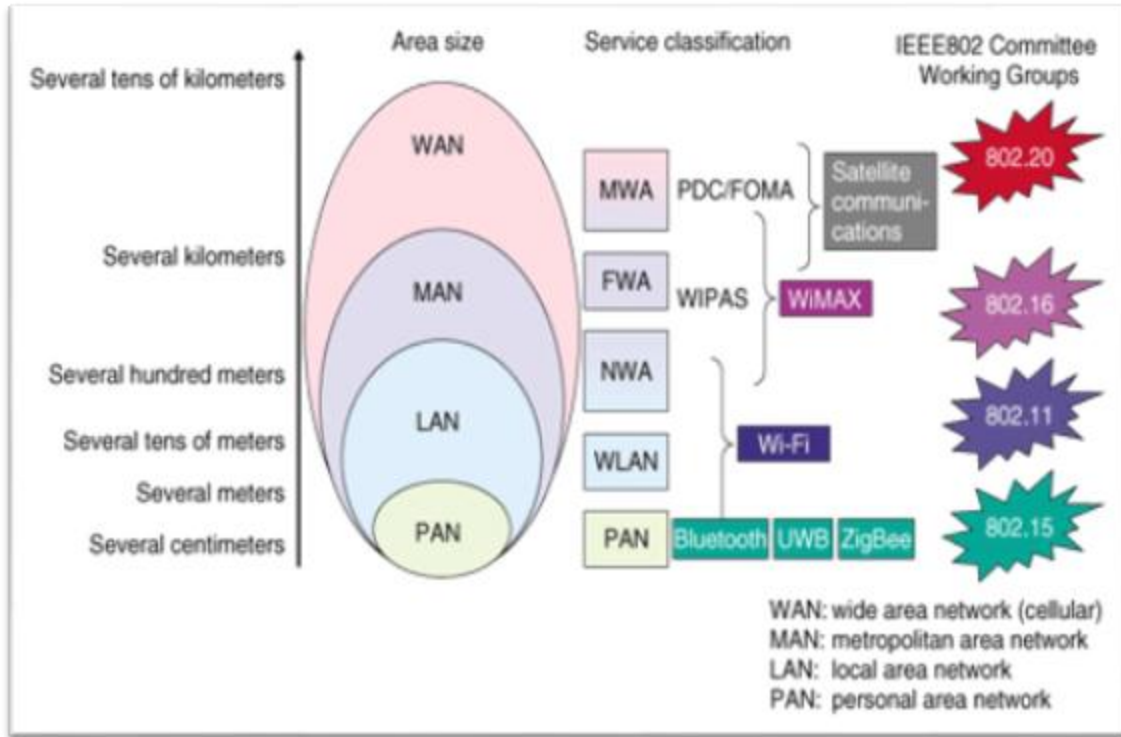 Area size
Service classification
IEEE802 Committee
Working Groups
Several tens of kilometers
Several kilometers
Several hundred meters
Several tens of meters
Several meters
Several centimeters
WAN
MAN
LAN
PAN
MWA
PDC/FOMA
Satellite
communi-
cations
FWA
WIPAS
WiMAX
NWA
Wi-Fi
WLAN
PAN
Bluetooth
UWB
ZigBee
802.20
802.16
802.11
802.15
WAN: wide area network (cellular)
MAN: metropolitan area network
LAN: local area network
PAN: personal area network